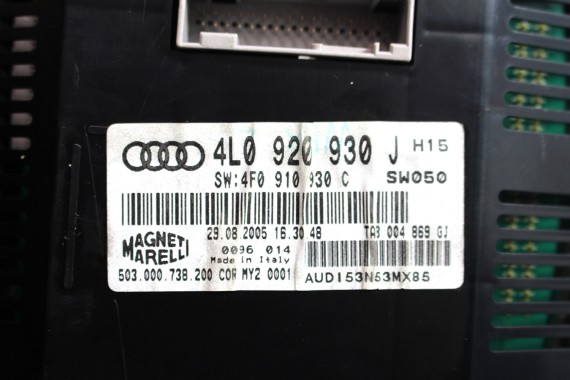 4L0 920 930 J H15
SW:4F0 910 930 C SW050
29.08 2005 16.30 48 TA3 004 869 GJ
MAGNETI MARELLI
0096 014
Made in Italy
503.000.738.200 COR MY2 0001
AUDI53N53MX85